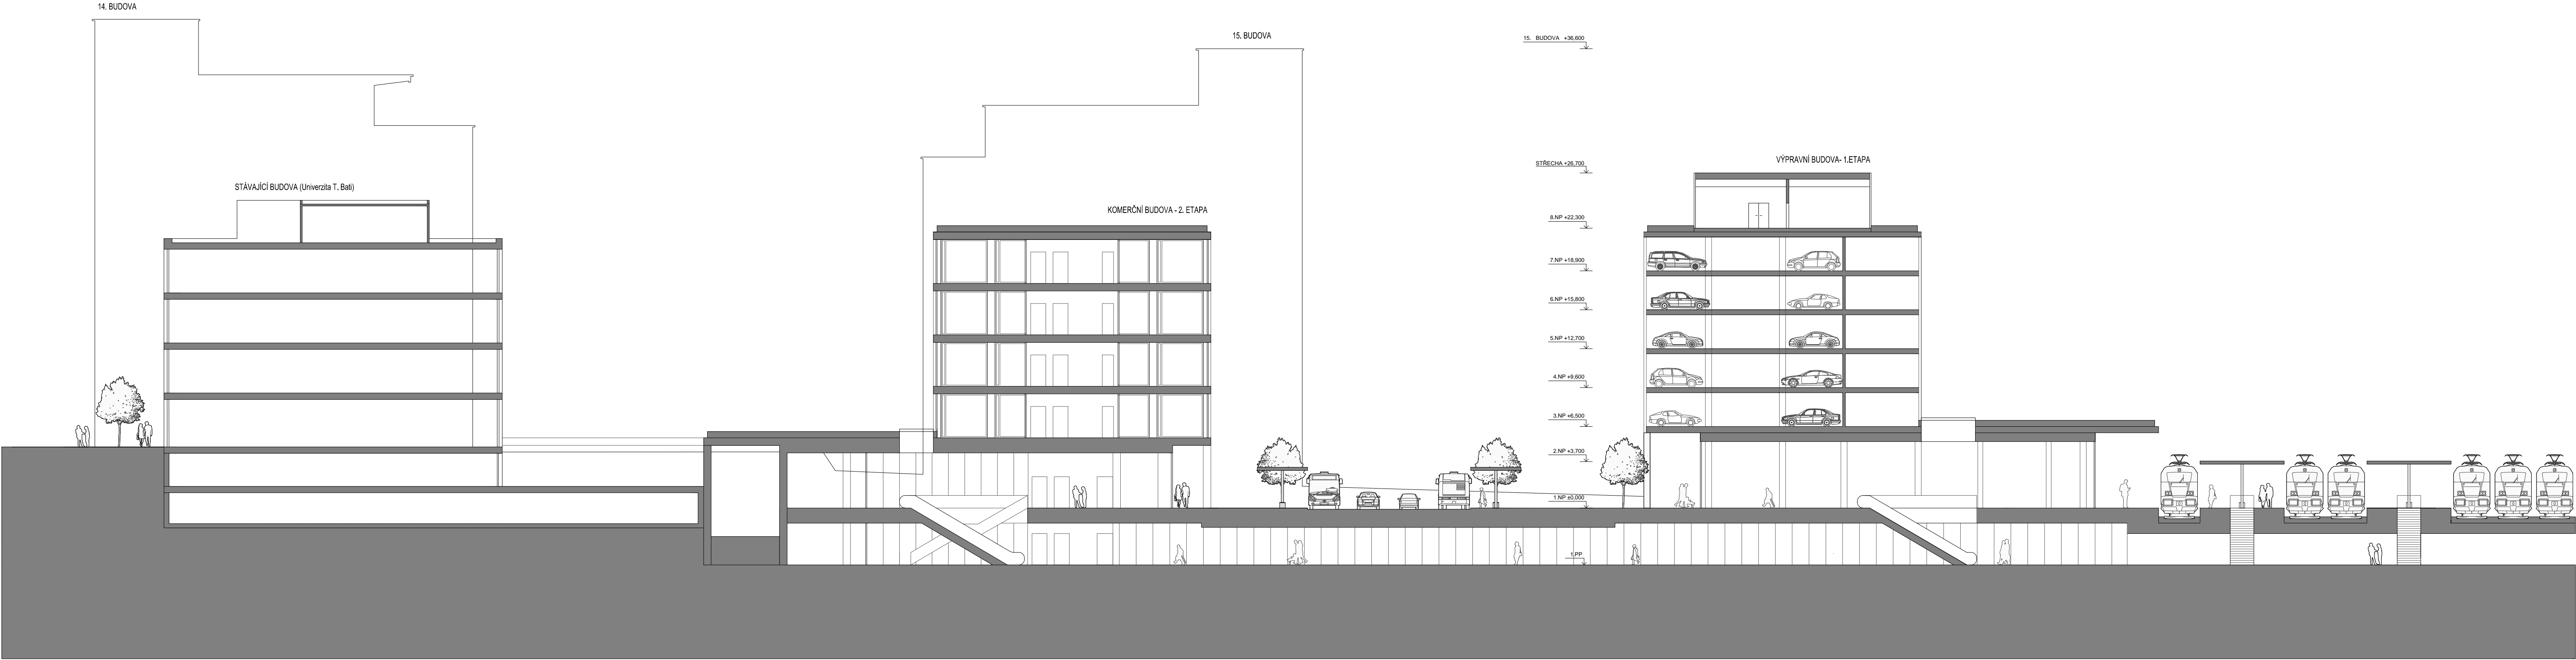 14. BUDOVA
15. BUDOVA
15. BUDOVA +36,600
STŘECHA +26,700
VÝPRAVNÍ BUDOVA- 1.ETAPA
STÁVAJÍCÍ BUDOVA (Univerzita T. Bati)
KOMERČNÍ BUDOVA - 2. ETAPA
8.NP +22,300
7.NP +18,900
6.NP +15,800
5.NP +12,700
4.NP +9,600
3.NP +6,500
2.NP +3,700
1.NP ±0,000
1.PP